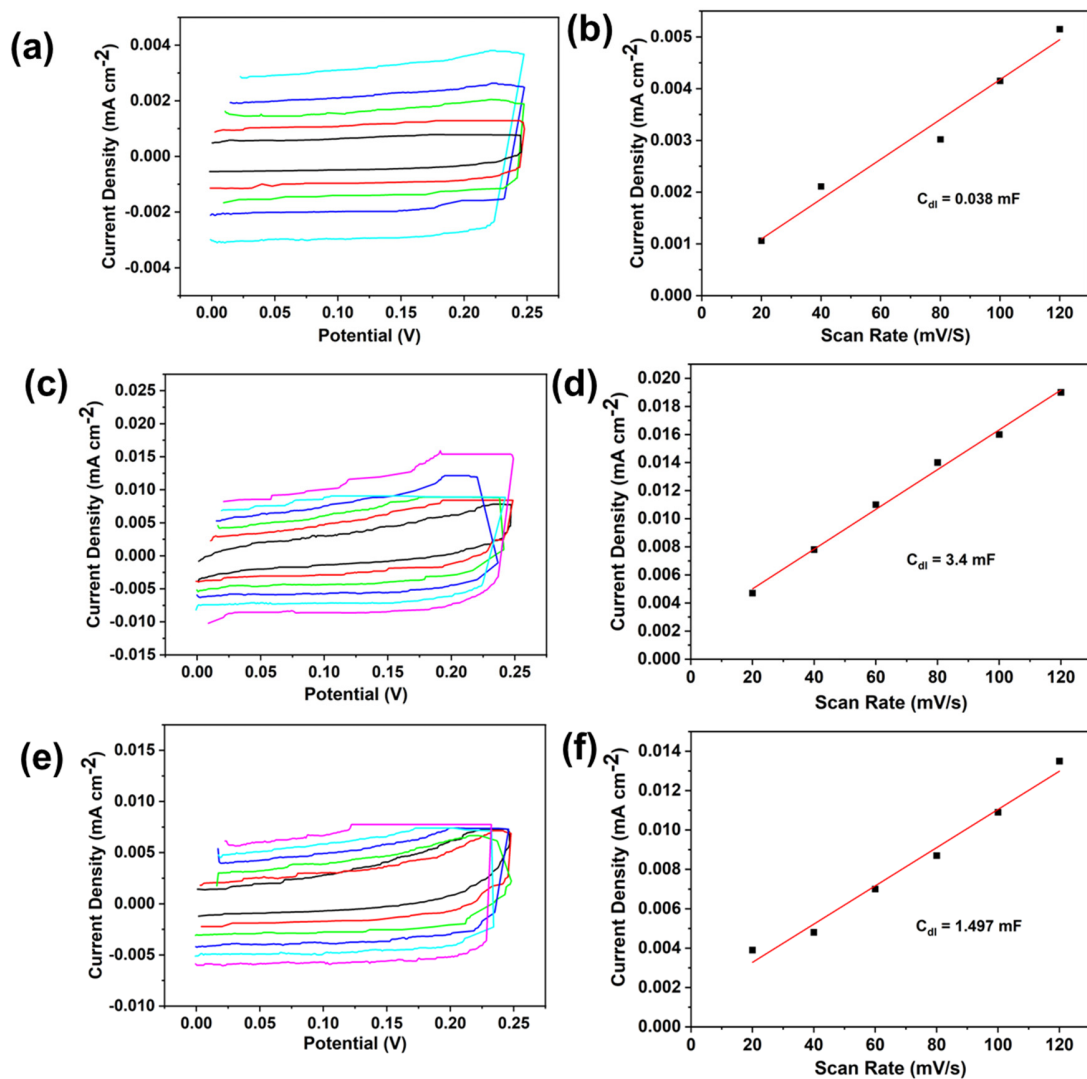 (a)
Current Density (mA cm⁻²)
0.004
0.002
0.000
-0.002
-0.004
0.00 0.05 0.10 0.15 0.20 0.25
Potential (V)
(b)
Current Density (mA cm⁻²)
0.005
0.004
0.003
0.002
0.001
0.000
C_dl = 0.038 mF
0 20 40 60 80 100 120
Scan Rate (mV/S)
(c)
Current Density (mA cm⁻²)
0.025
0.020
0.015
0.010
0.005
0.000
-0.005
-0.010
-0.015
0.00 0.05 0.10 0.15 0.20 0.25
Potential (V)
(d)
Current Density (mA cm⁻²)
0.020
0.018
0.016
0.014
0.012
0.010
0.008
0.006
0.004
0.002
0.000
C_dl = 3.4 mF
0 20 40 60 80 100 120
Scan Rate (mV/s)
(e)
Current Density (mA cm⁻²)
0.015
0.010
0.005
0.000
-0.005
-0.010
0.00 0.05 0.10 0.15 0.20 0.25
Potential (V)
(f)
Current Density (mA cm⁻²)
0.014
0.012
0.010
0.008
0.006
0.004
0.002
0.000
C_dl = 1.497 mF
0 20 40 60 80 100 120
Scan Rate (mV/s)